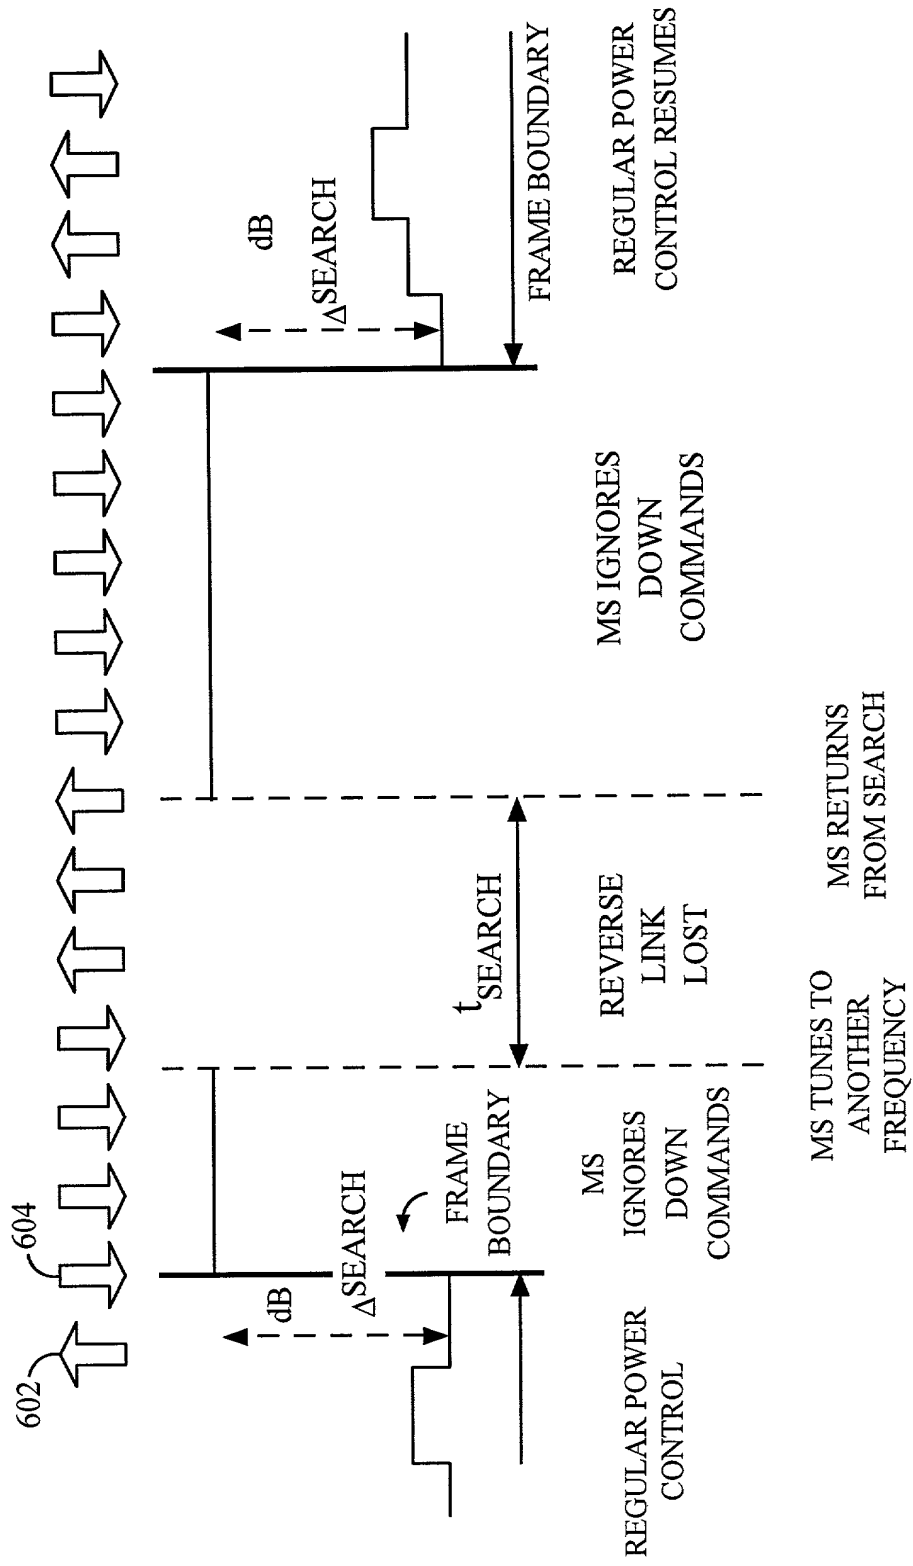 602
604
dB
ΔSEARCH
FRAME
BOUNDARY
tSEARCH
dB
ΔSEARCH
FRAME BOUNDARY
REGULAR POWER
CONTROL
MS
IGNORES
DOWN
COMMANDS
REVERSE
LINK
LOST
MS IGNORES
DOWN
COMMANDS
REGULAR POWER
CONTROL RESUMES
MS TUNES TO
ANOTHER
FREQUENCY
MS RETURNS
FROM SEARCH